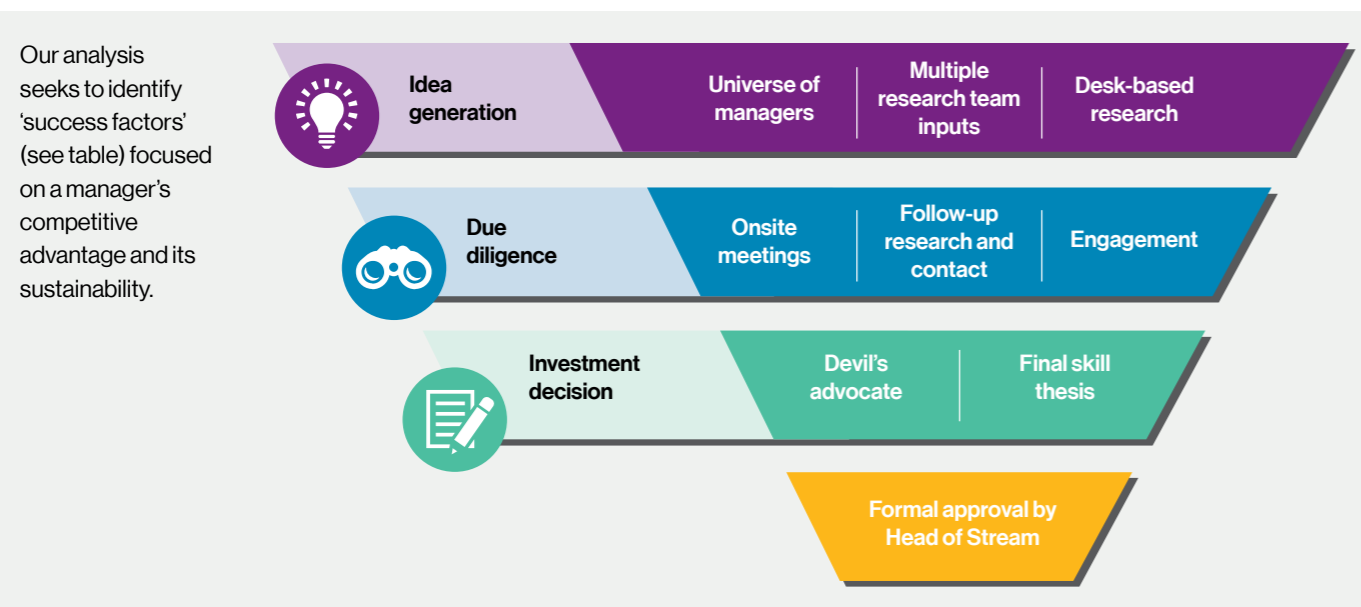 Our analysis
seeks to identify
‘success factors’
(see table) focused
on a manager’s
competitive
advantage and its
sustainability.
Idea
generation
Universe of
managers
Multiple
research team
inputs
Desk-based
research
Due
diligence
Onsite
meetings
Follow-up
research and
contact
Engagement
Investment
decision
Devil’s
advocate
Final skill
thesis
Formal approval by
Head of Stream